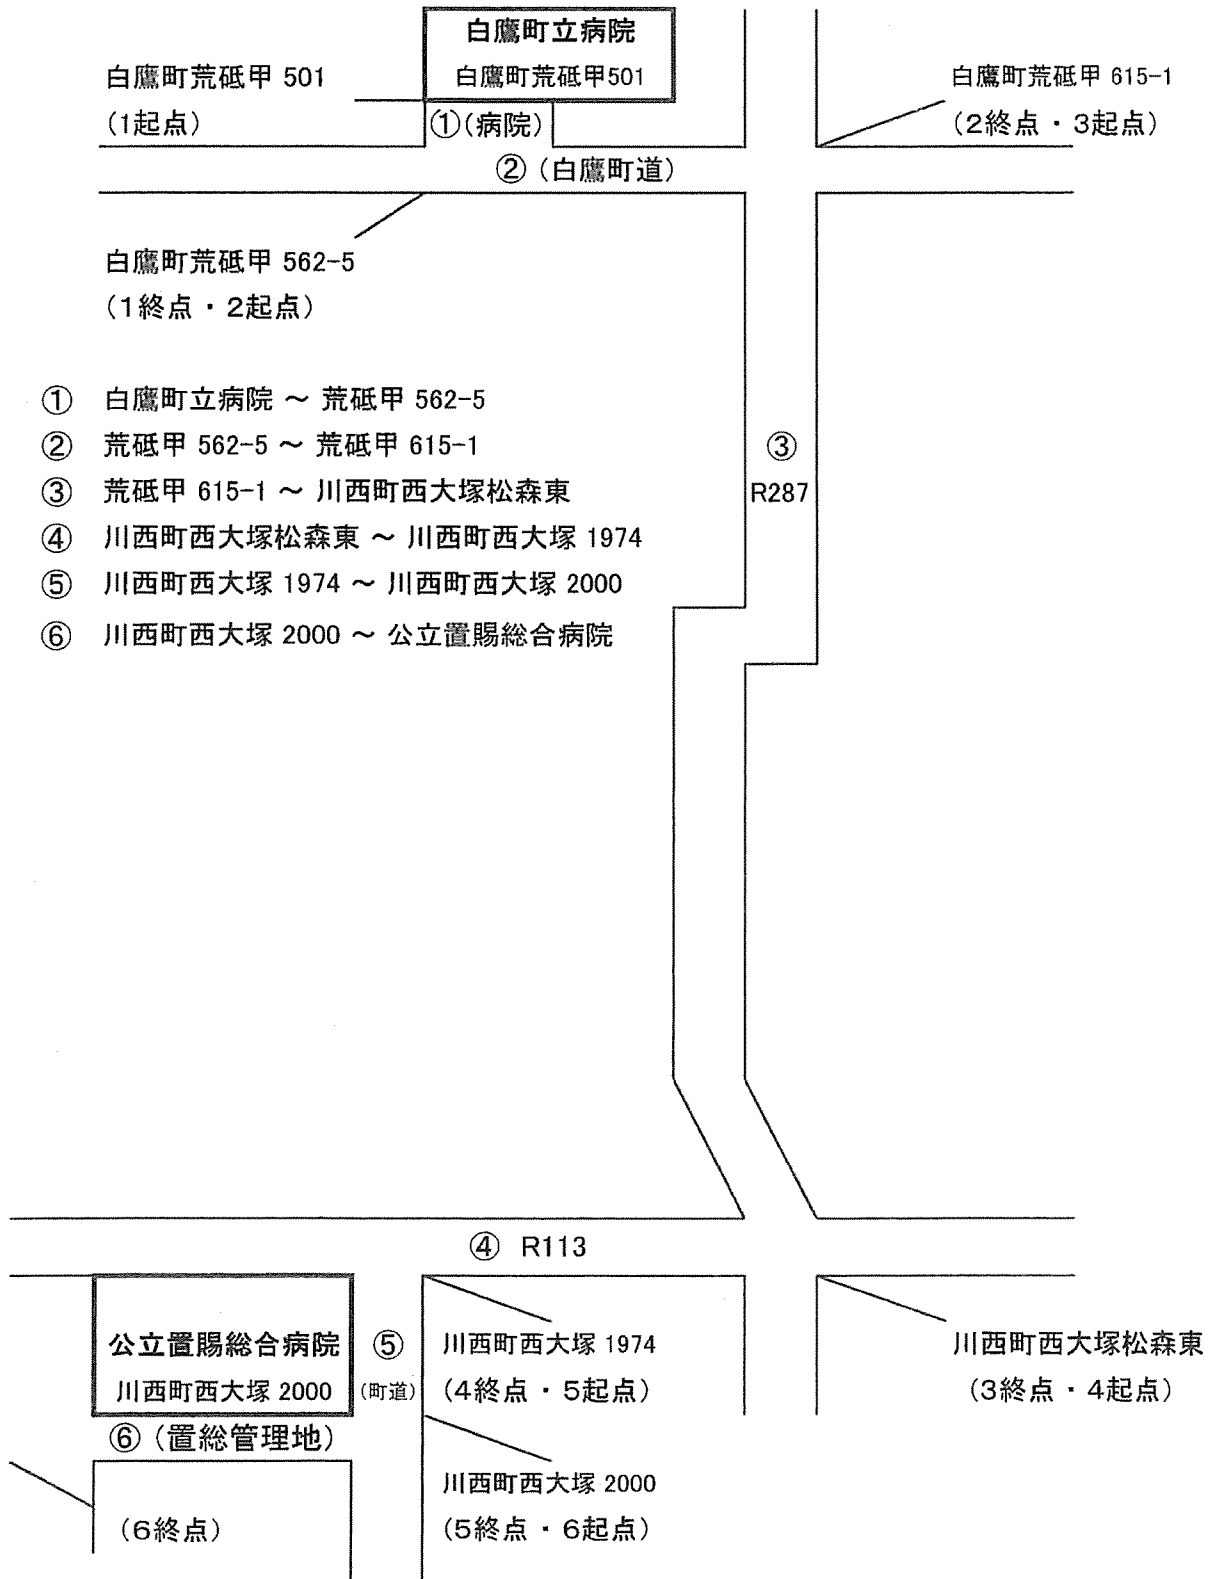 白鷹町立病院
白鷹町荒砥甲501
白鷹町荒砥甲 501
(1起点)
白鷹町荒砥甲 615-1
(2終点・3起点)
①(病院)
②(白鷹町道)
白鷹町荒砥甲 562-5
(1終点・2起点)
① 白鷹町立病院 ～ 荒砥甲 562-5
② 荒砥甲 562-5 ～ 荒砥甲 615-1
③ 荒砥甲 615-1 ～ 川西町西大塚松森東
④ 川西町西大塚松森東 ～ 川西町西大塚 1974
⑤ 川西町西大塚 1974 ～ 川西町西大塚 2000
⑥ 川西町西大塚 2000 ～ 公立置賜総合病院
③
R287
④ R113
公立置賜総合病院
川西町西大塚 2000
⑤
(町道)
川西町西大塚 1974
(4終点・5起点)
川西町西大塚松森東
(3終点・4起点)
⑥(置総管理地)
川西町西大塚 2000
(5終点・6起点)
(6終点)